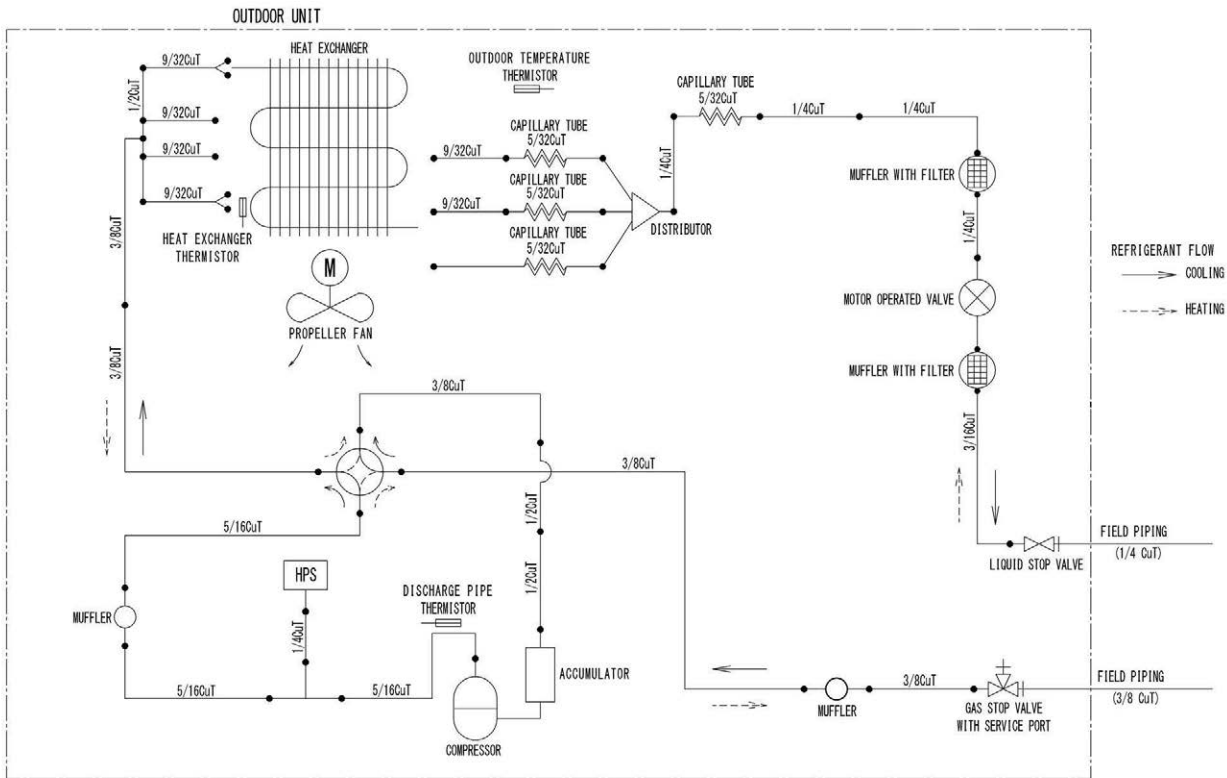 OUTDOOR UNIT
HEAT EXCHANGER
9/32CuT
1/2CuT
9/32CuT
9/32CuT
9/32CuT
HEAT EXCHANGER
THERMISTOR
3/8CuT
3/8CuT
M
PROPELLER FAN
OUTDOOR TEMPERATURE
THERMISTOR
CAPILLARY TUBE
5/32CuT
9/32CuT
CAPILLARY TUBE
5/32CuT
9/32CuT
CAPILLARY TUBE
5/32CuT
DISTRIBUTOR
1/4CuT
CAPILLARY TUBE
5/32CuT
1/4CuT
1/4CuT
MUFFLER WITH FILTER
1/4CuT
MOTOR OPERATED VALVE
MUFFLER WITH FILTER
3/16CuT
LIQUID STOP VALVE
FIELD PIPING
(1/4 CuT)
REFRIGERANT FLOW
COOLING
HEATING
3/8CuT
3/8CuT
1/2CuT
1/2CuT
5/16CuT
MUFFLER
HPS
1/4CuT
5/16CuT
5/16CuT
DISCHARGE PIPE
THERMISTOR
COMPRESSOR
ACCUMULATOR
MUFFLER
3/8CuT
GAS STOP VALVE
WITH SERVICE PORT
FIELD PIPING
(3/8 CuT)